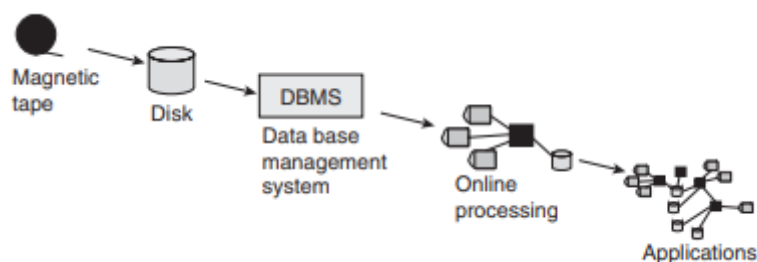 Magnetic
tape
Disk
DBMS
Data base
management
system
Online
processing
Applications